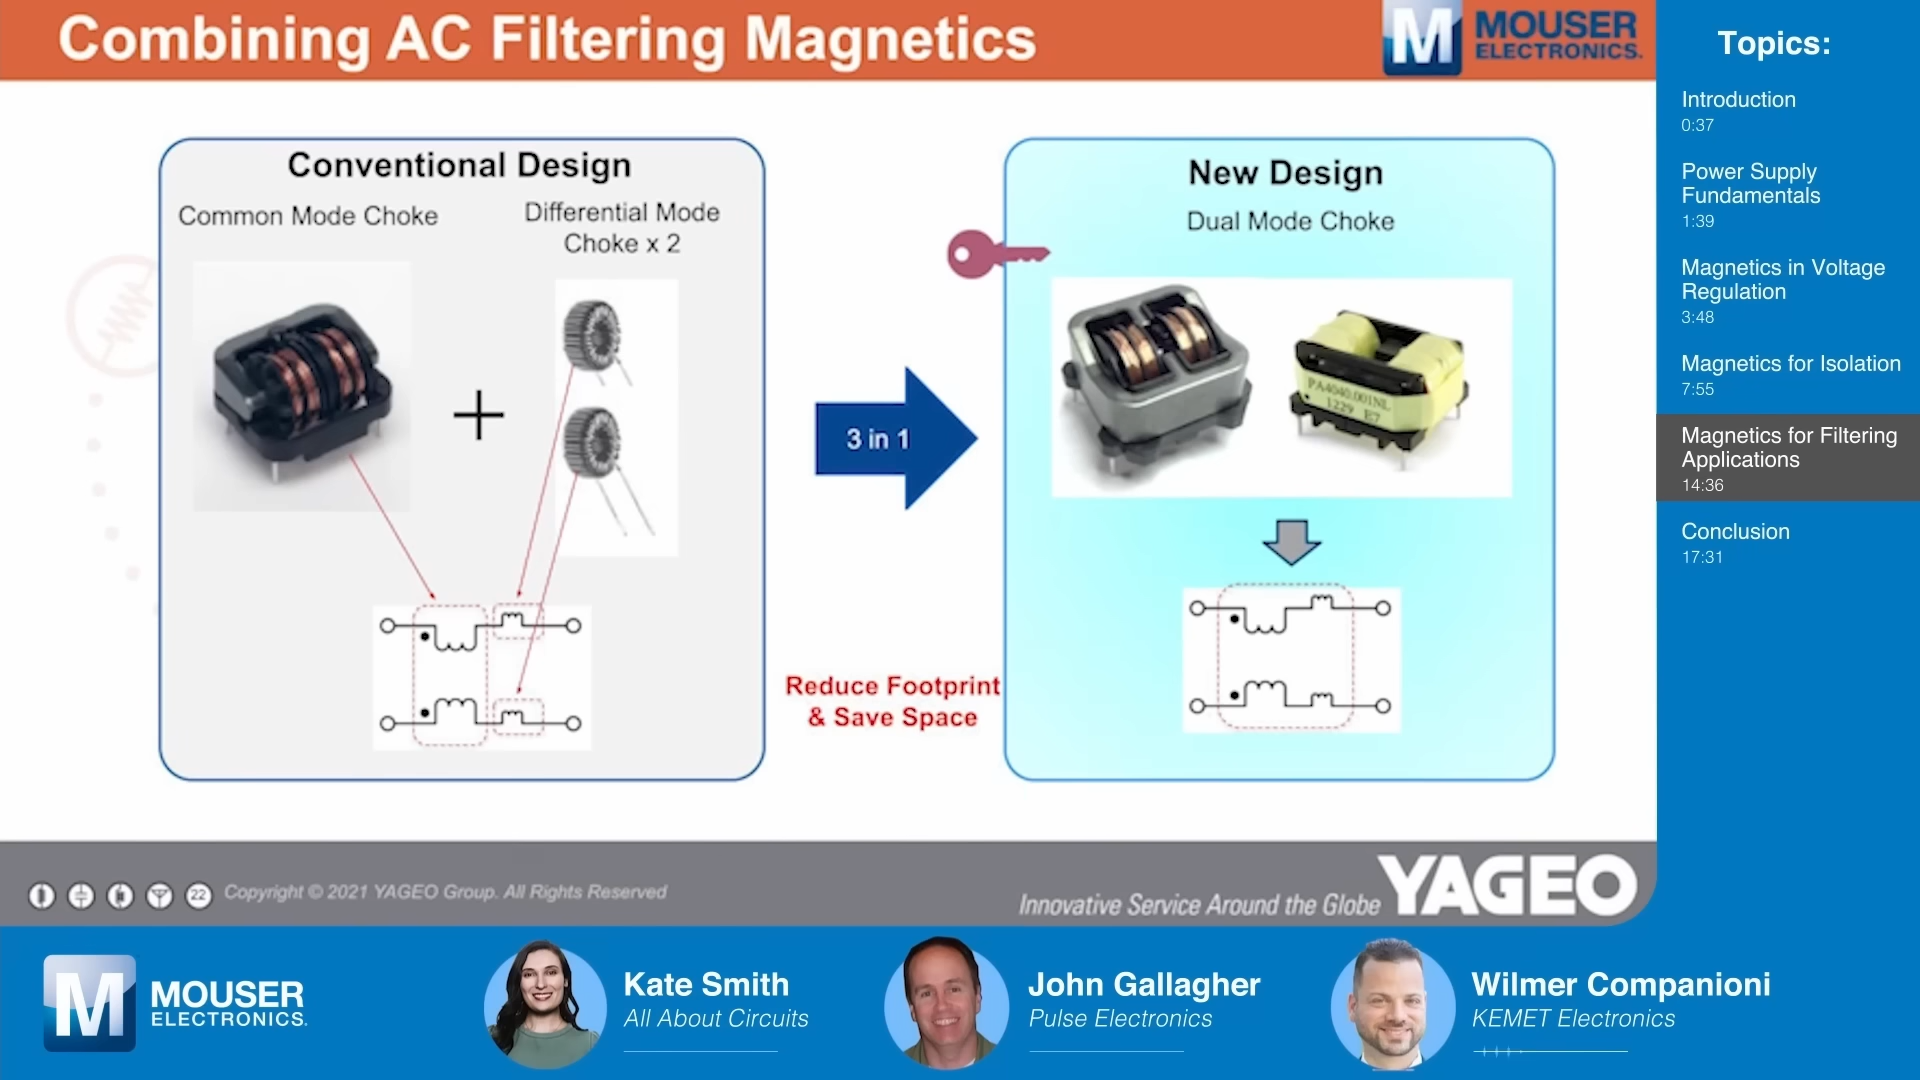 Combining AC Filtering Magnetics
M MOUSER
ELECTRONICS.
Conventional Design
Common Mode Choke
Differential Mode
Choke x 2
+
3 in 1
Reduce Footprint
& Save Space
New Design
Dual Mode Choke
PA4040.001NL
1229 E7
22
Copyright © 2021 YAGEO Group. All Rights Reserved
Innovative Service Around the Globe
YAGEO
Topics:
Introduction
0:37
Power Supply
Fundamentals
1:39
Magnetics in Voltage
Regulation
3:48
Magnetics for Isolation
7:55
Magnetics for Filtering
Applications
14:36
Conclusion
17:31
M MOUSER
ELECTRONICS.
Kate Smith
All About Circuits
John Gallagher
Pulse Electronics
Wilmer Companioni
KEMET Electronics